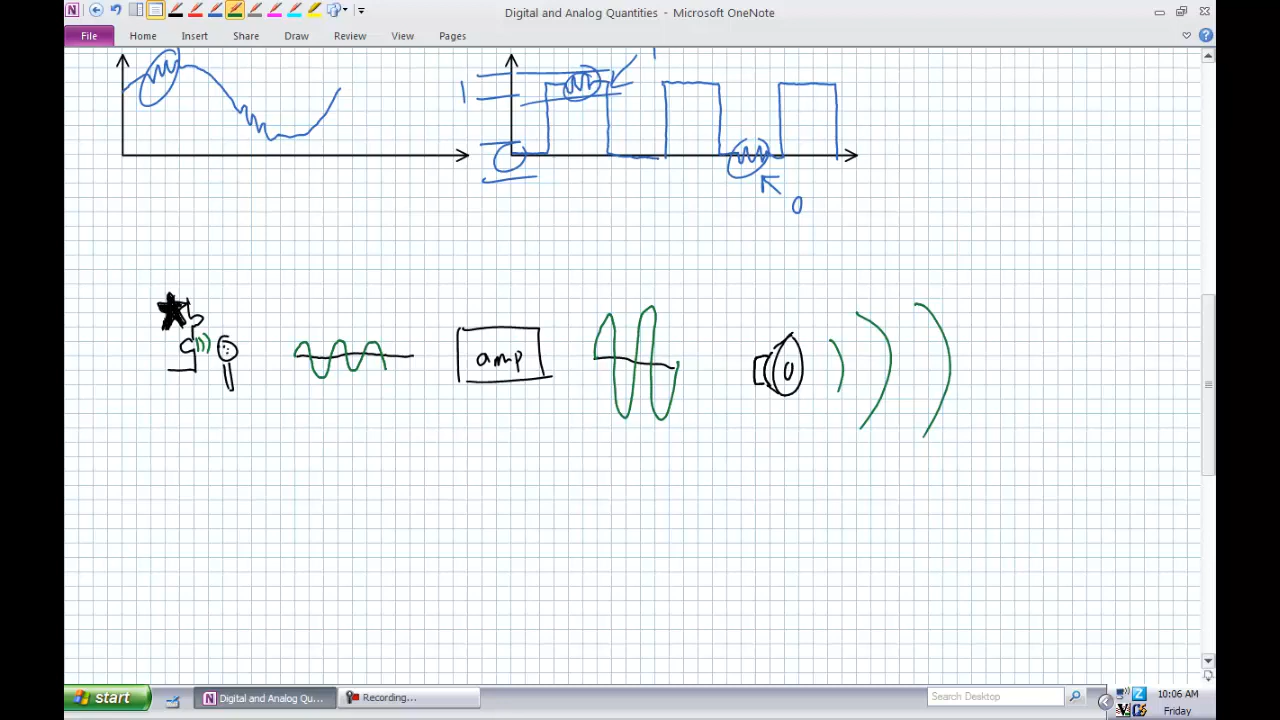 Digital and Analog Quantities - Microsoft OneNote
File Home Insert Share Draw Review View Pages
1
1
0
amp
start
Digital and Analog Qu...
Recording...
Search Desktop
10:06 AM
Friday